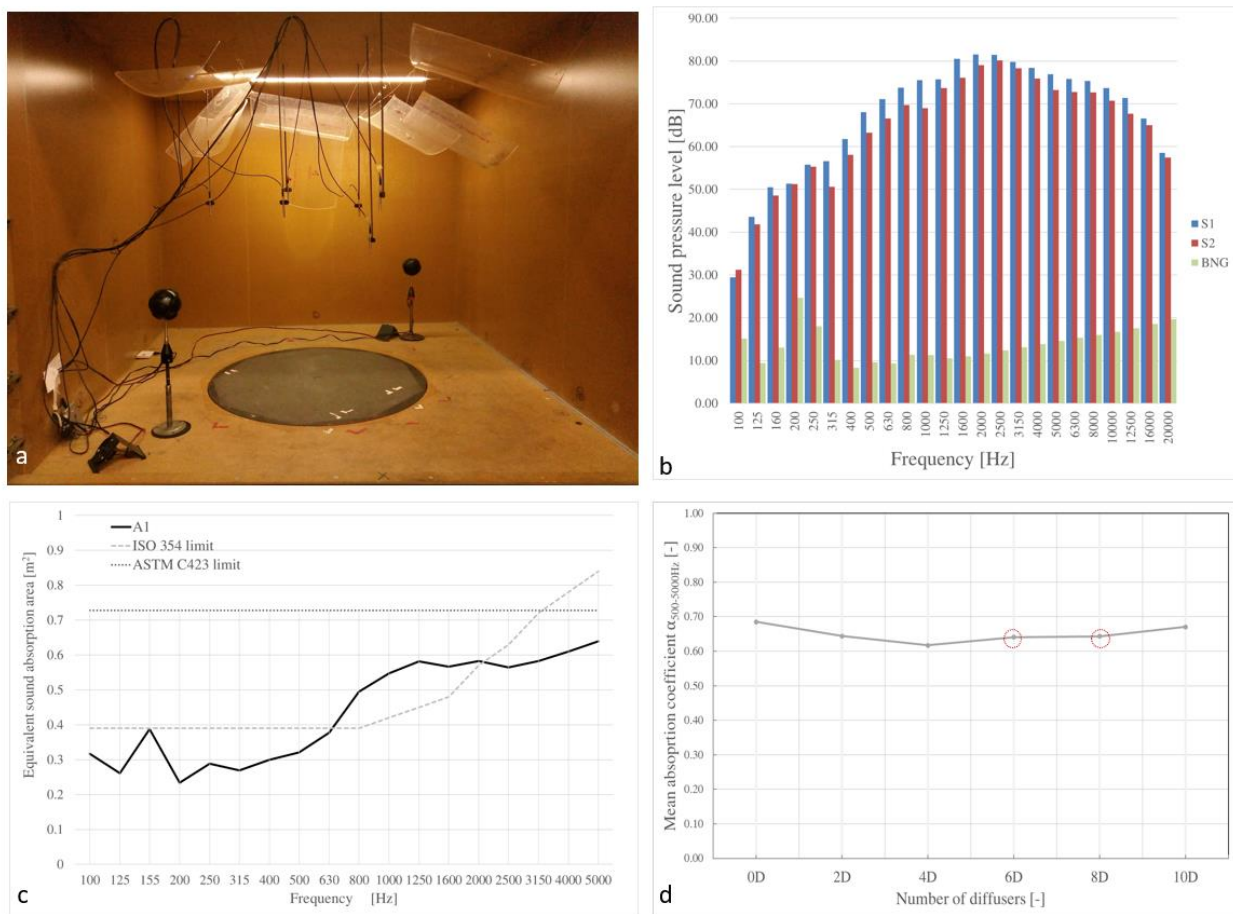 a
90.00
80.00
70.00
60.00
50.00
40.00
30.00
20.00
10.00
0.00
Sound pressure level [dB]
100 125 160 200 250 315 400 500 630 800 1000 1250 1600 2000 2500 3150 4000 5000 6300 8000 10000 12500 16000 20000
Frequency [Hz]
S1
S2
BNG
b
1
0.9
0.8
0.7
0.6
0.5
0.4
0.3
0.2
0.1
0
Equivalent sound absorption area [m²]
A1
ISO 354 limit
ASTM C423 limit
100 125 155 200 250 315 400 500 630 800 1000 1250 1600 2000 2500 3150 4000 5000
Frequency [Hz]
c
1.00
0.90
0.80
0.70
0.60
0.50
0.40
0.30
0.20
0.10
0.00
Mean absoprtion coefficient α500-5000Hz [-]
0D 2D 4D 6D 8D 10D
Number of diffusers [-]
d